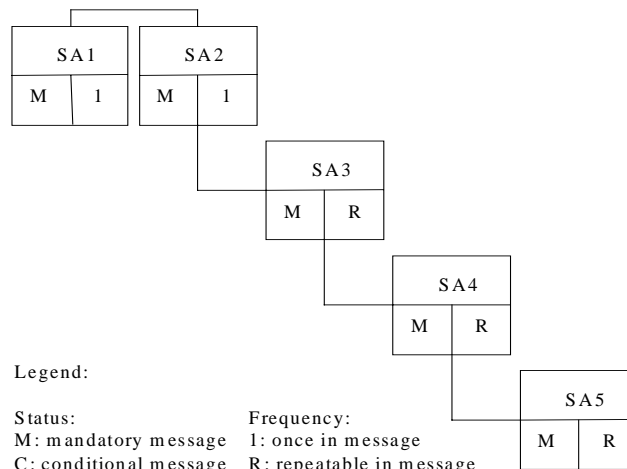 SA1 SA2
M 1 M 1
SA3
M R
SA4
M R
Legend:
SA5
Status: Frequency:
M: mandatory message 1: once in message
M R
C: conditional message R: repeatable in message